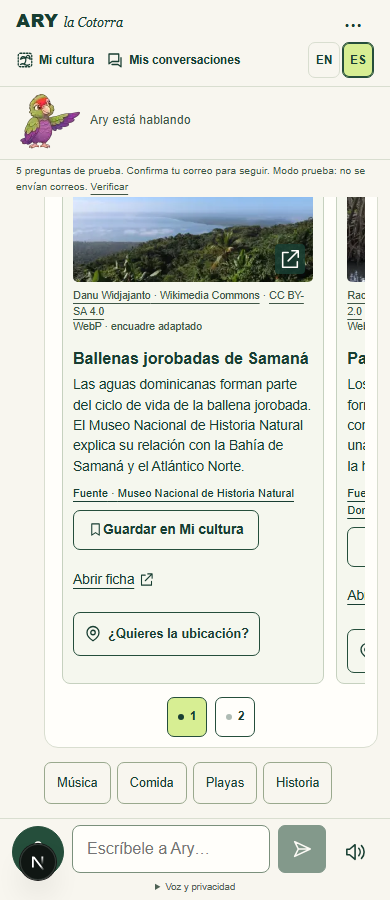 ARY la Cotorra
...
Mi cultura
Mis conversaciones
EN
ES
Ary está hablando
5 preguntas de prueba. Confirma tu correo para seguir. Modo prueba: no se
envían correos. Verificar
Danu Widjajanto · Wikimedia Commons · CC BY-
SA 4.0
WebP · encuadre adaptado
Ballenas jorobadas de Samaná
Las aguas dominicanas forman parte
del ciclo de vida de la ballena jorobada.
El Museo Nacional de Historia Natural
explica su relación con la Bahía de
Samaná y el Atlántico Norte.
Fuente · Museo Nacional de Historia Natural
Guardar en Mi cultura
Abrir ficha
¿Quieres la ubicación?
2.0
1
2
Música
Comida
Playas
Historia
N
Escríbele a Ary...
Voz y privacidad